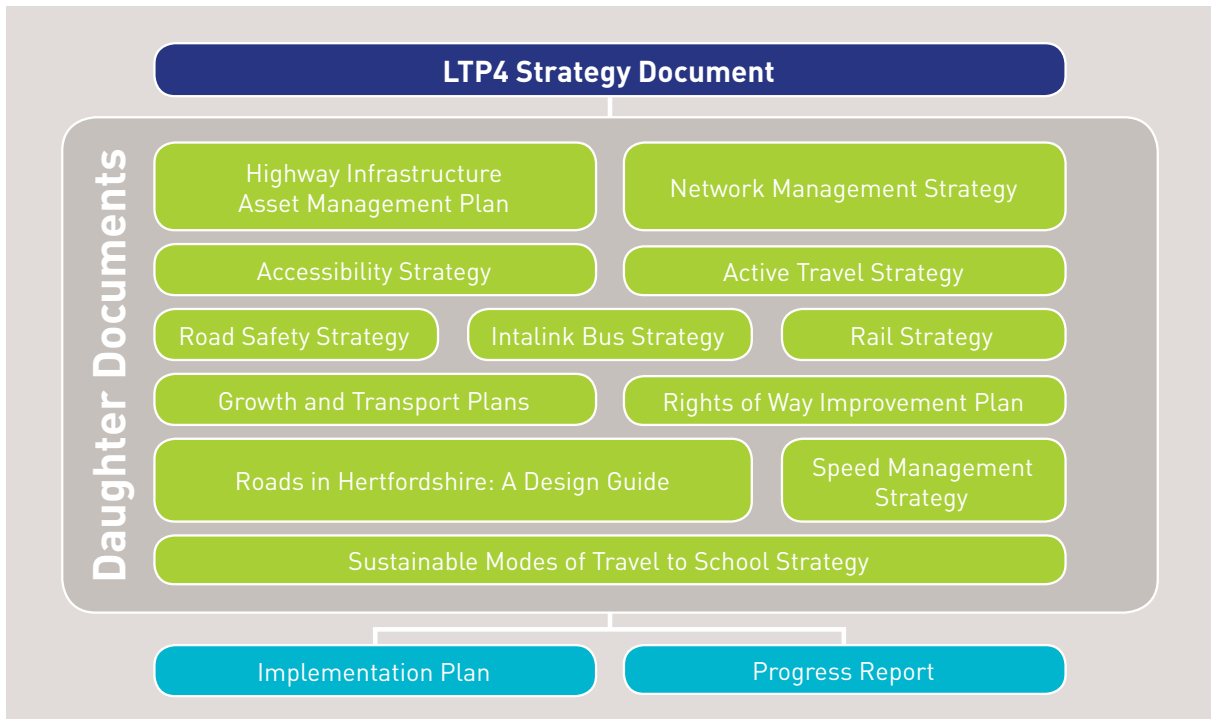 LTP4 Strategy Document
Daughter Documents
Highway Infrastructure
Asset Management Plan
Network Management Strategy
Accessibility Strategy
Active Travel Strategy
Road Safety Strategy
Intalink Bus Strategy
Rail Strategy
Growth and Transport Plans
Rights of Way Improvement Plan
Roads in Hertfordshire: A Design Guide
Speed Management
Strategy
Sustainable Modes of Travel to School Strategy
Implementation Plan
Progress Report